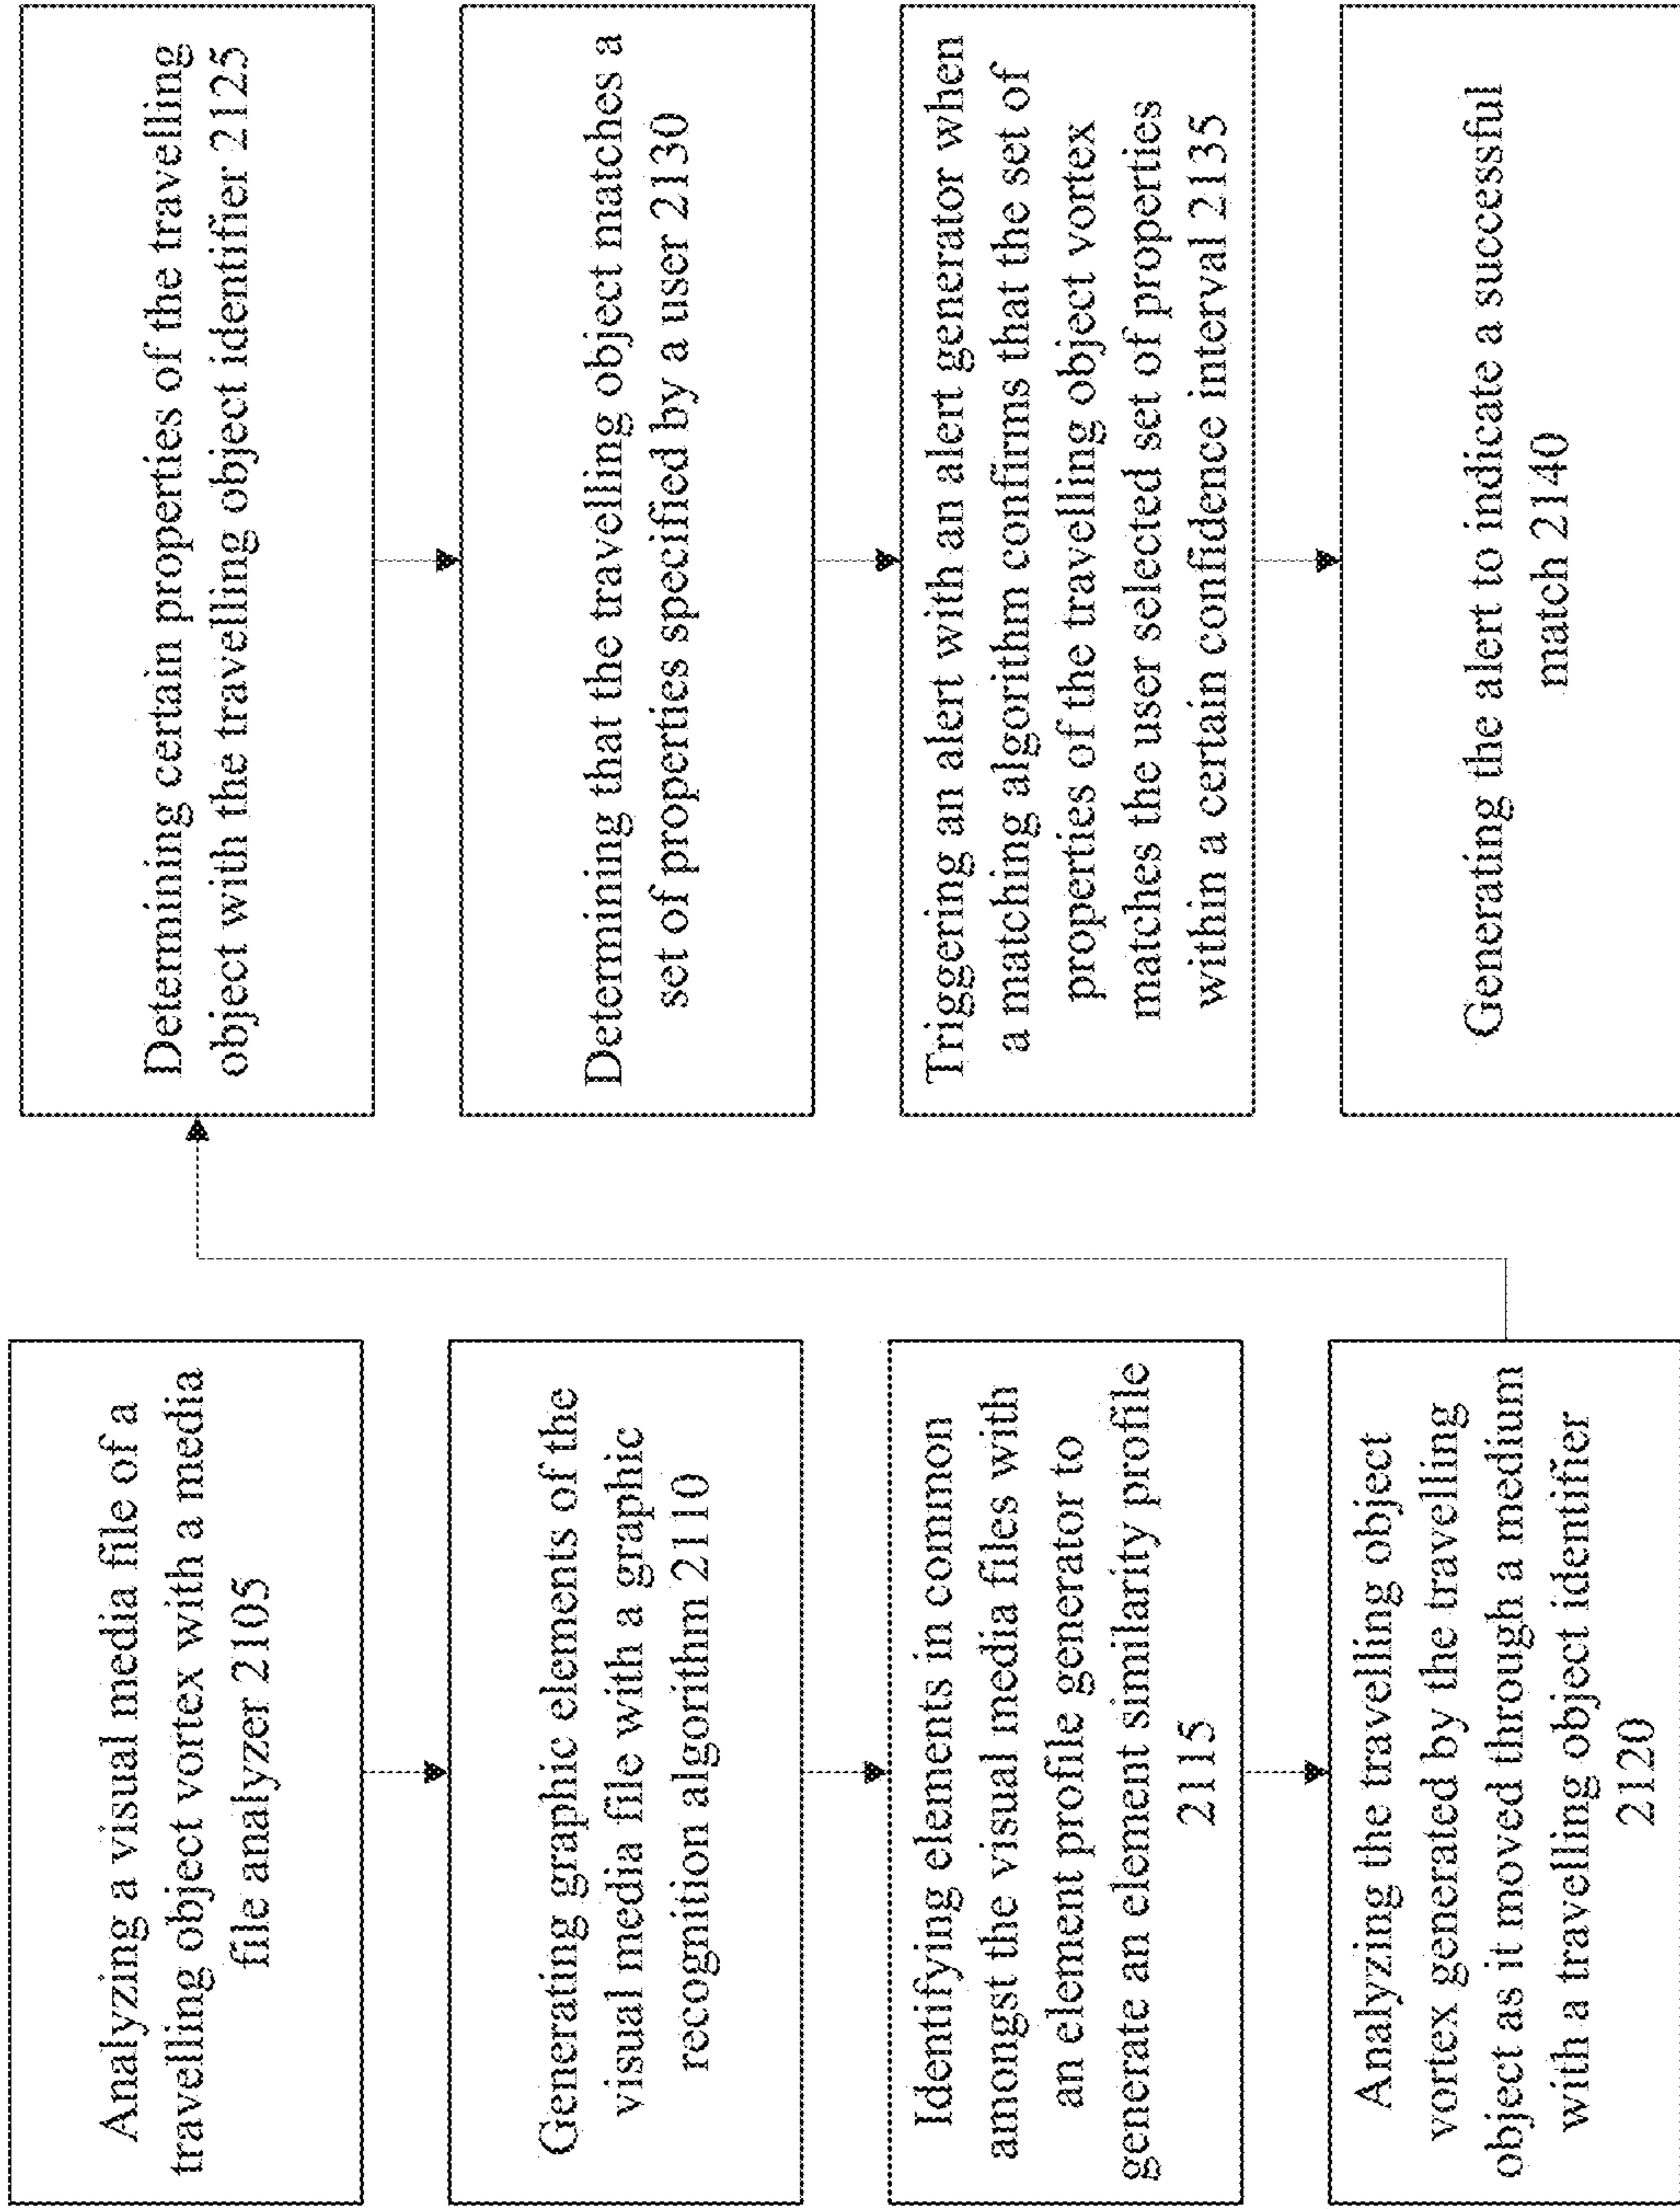 Analyzing a visual media file of a
travelling object vortex with a media
file analyzer 2105
Generating graphic elements of the
visual media file with a graphic
recognition algorithm 2110
Identifying elements in common
amongst the visual media files with
an element profile generator to
generate an element similarity profile
2115
Analyzing the travelling object
vortex generated by the travelling
object as it moved through a medium
with a travelling object identifier
2120
Determining certain properties of the travelling
object with the travelling object identifier 2125
Determining that the travelling object matches a
set of properties specified by a user 2130
Triggering an alert with an alert generator when
a matching algorithm confirms that the set of
properties of the travelling object vortex
matches the user selected set of properties
within a certain confidence interval 2135
Generating the alert to indicate a successful
match 2140